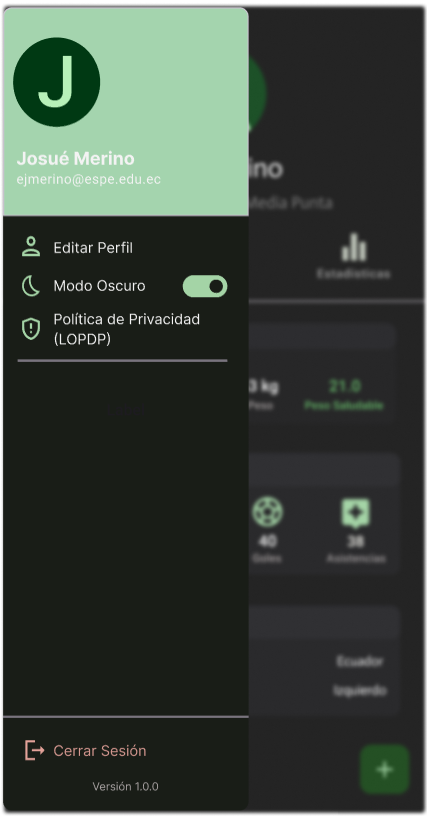 J
Josué Merino
ejmerino@espe.edu.ec
Editar Perfil
Modo Oscuro
Política de Privacidad
(LOPDP)
Cerrar Sesión
Versión 1.0.0
ino
Media Punta
Estadísticas
3 kg
21.0
Peso
Peso Saludable
40
38
Goles
Asistencias
Ecuador
Izquierdo